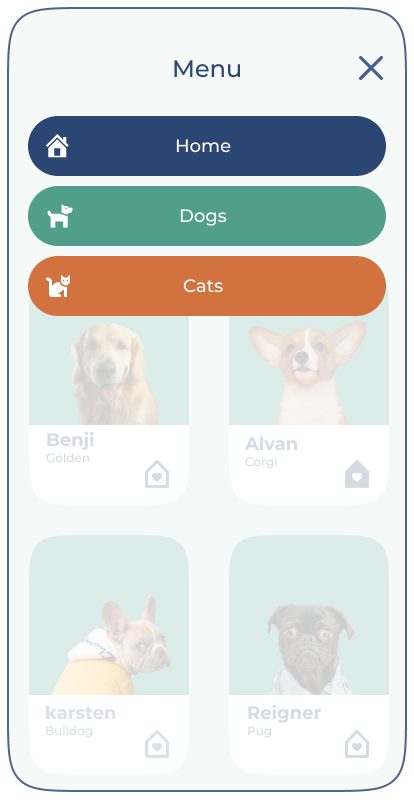 Menu
Home
Dogs
Cats
Benji
Golden
Alvan
Corgi
karsten
Bulldog
Reigner
Pug